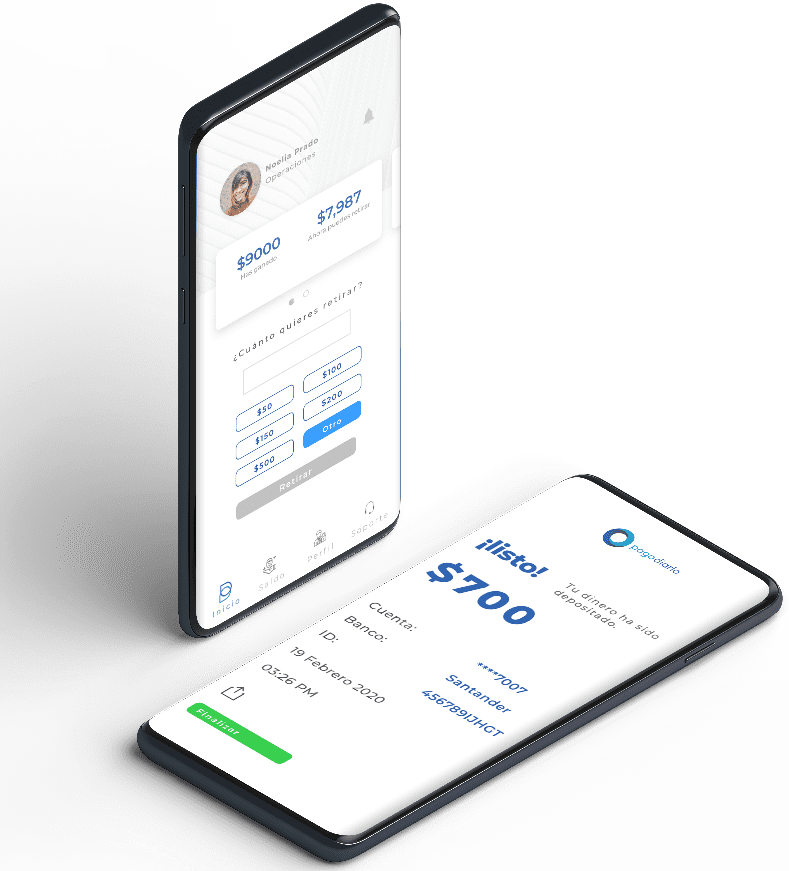 Noelia Prado
Operaciones
$9000
Has ganado
$7,987
Ahora puedes retirar
¿Cuanto quieres retirar?
$50
$100
$150
$200
$500
Otro
Retirar
Inicio
Saldo
Perfil
Soporte
pagodiario
¡listo!
$700
Tu dinero ha sido
depositado.
Cuenta:
****7007
Banco:
Santander
ID:
456789IJHGT
19 Febrero 2020
03:26 PM
Finalizar